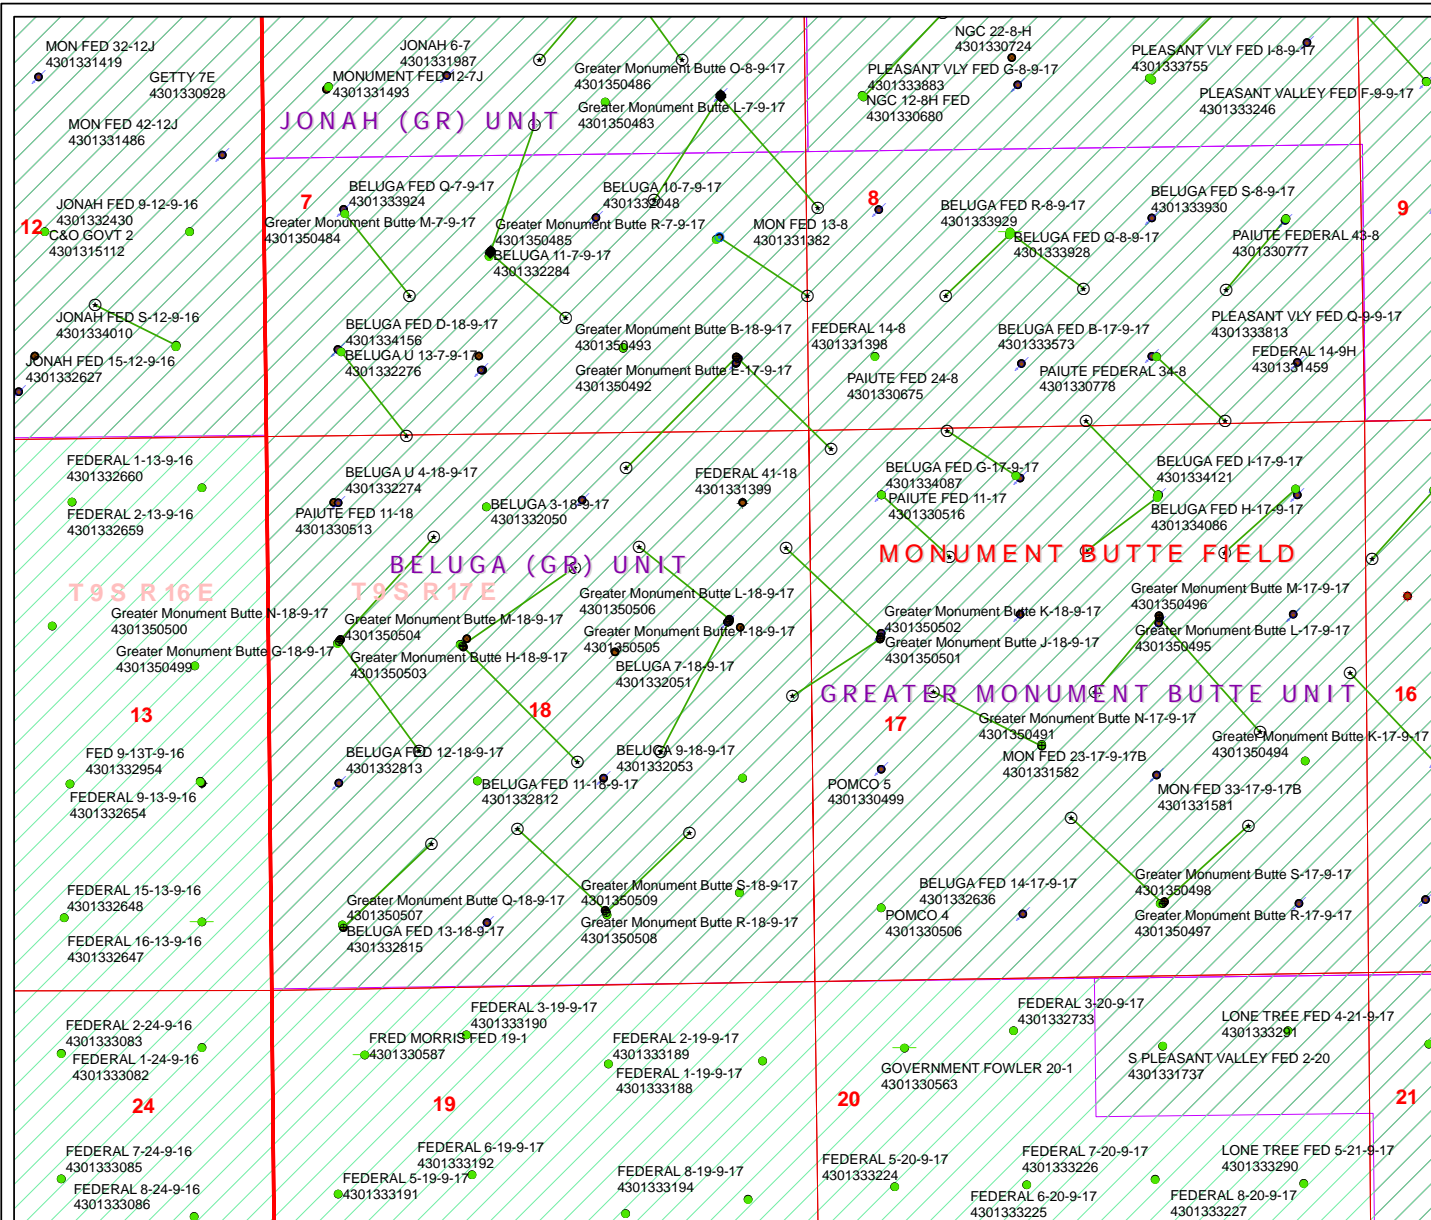 MON FED 32-12J
4301331419
GETTY 7E
4301330928
MON FED 42-12J
4301331486
JONAH 6-7
4301331987
MONUMENT FED 12-7J
4301331493
JONAH (GR) UNIT
Greater Monument Butte O-8-9-17
4301350486
Greater Monument Butte L-7-9-17
4301350483
NGC 22-8-H
4301330724
PLEASANT VLY FED G-8-9-17
4301333883
NGC 12-8H FED
4301330680
PLEASANT VLY FED I-8-9-17
4301333755
PLEASANT VALLEY FED F-9-9-17
4301333246
12
JONAH FED 9-12-9-16
4301332430
C&O GOVT 2
4301315112
7
BELUGA FED Q-7-9-17
4301333924
Greater Monument Butte M-7-9-17
4301350484
BELUGA 10-7-9-17
4301332048
Greater Monument Butte R-7-9-17
4301350485
BELUGA 11-7-9-17
4301332284
MON FED 13-8
4301331382
8
BELUGA FED R-8-9-17
4301333929
BELUGA FED Q-8-9-17
4301333928
BELUGA FED S-8-9-17
4301333930
PAIUTE FEDERAL 43-8
4301330777
9
JONAH FED S-12-9-16
4301334010
JONAH FED 15-12-9-16
4301332627
BELUGA FED D-18-9-17
4301334156
BELUGA U 13-7-9-17
4301332276
Greater Monument Butte B-18-9-17
4301350493
Greater Monument Butte E-17-9-17
4301350492
FEDERAL 14-8
4301331398
PAIUTE FED 24-8
4301330675
BELUGA FED B-17-9-17
4301333573
PAIUTE FEDERAL 34-8
4301330778
PLEASANT VLY FED Q-9-9-17
4301333813
FEDERAL 14-9H
4301331459
FEDERAL 1-13-9-16
4301332660
FEDERAL 2-13-9-16
4301332659
BELUGA U 4-18-9-17
4301332274
PAIUTE FED 11-18
4301330513
BELUGA 3-18-9-17
4301332050
FEDERAL 41-18
4301331399
BELUGA FED G-17-9-17
4301334087
PAIUTE FED 11-17
4301330516
BELUGA FED I-17-9-17
4301334121
BELUGA FED H-17-9-17
4301334086
BELUGA (GR) UNIT
MONUMENT BUTTE FIELD
T9S R16E
T9S R17E
Greater Monument Butte N-18-9-17
4301350500
Greater Monument Butte G-18-9-17
4301350499
Greater Monument Butte M-18-9-17
4301350504
Greater Monument Butte H-18-9-17
4301350503
Greater Monument Butte L-18-9-17
4301350506
Greater Monument Butte I-18-9-17
4301350505
BELUGA 7-18-9-17
4301332051
Greater Monument Butte K-18-9-17
4301350502
Greater Monument Butte J-18-9-17
4301350501
Greater Monument Butte M-17-9-17
4301350496
Greater Monument Butte L-17-9-17
4301350495
GREATER MONUMENT BUTTE UNIT
13
18
17
16
Greater Monument Butte N-17-9-17
4301350491
MON FED 23-17-9-17B
4301331582
Greater Monument Butte K-17-9-17
4301350494
FED 9-13T-9-16
4301332954
FEDERAL 9-13-9-16
4301332654
BELUGA FED 12-18-9-17
4301332813
BELUGA FED 11-18-9-17
4301332812
BELUGA 9-18-9-17
4301332053
POMCO 5
4301330499
MON FED 33-17-9-17B
4301331581
FEDERAL 15-13-9-16
4301332648
FEDERAL 16-13-9-16
4301332647
Greater Monument Butte Q-18-9-17
4301350507
BELUGA FED 13-18-9-17
4301332815
Greater Monument Butte S-18-9-17
4301350509
Greater Monument Butte R-18-9-17
4301350508
BELUGA FED 14-17-9-17
4301332636
POMCO 4
4301330506
Greater Monument Butte S-17-9-17
4301350498
Greater Monument Butte R-17-9-17
4301350497
FEDERAL 2-24-9-16
4301333083
FEDERAL 1-24-9-16
4301333082
FEDERAL 3-19-9-17
4301333190
FRED MORRIS FED 19-1
4301330587
FEDERAL 2-19-9-17
4301333189
FEDERAL 1-19-9-17
4301333188
FEDERAL 3-20-9-17
4301332733
GOVERNMENT FOWLER 20-1
4301330563
LONE TREE FED 4-21-9-17
4301333291
S PLEASANT VALLEY FED 2-20
4301331737
24
19
20
21
FEDERAL 7-24-9-16
4301333085
FEDERAL 8-24-9-16
4301333086
FEDERAL 6-19-9-17
4301333192
FEDERAL 5-19-9-17
4301333191
FEDERAL 8-19-9-17
4301333194
FEDERAL 5-20-9-17
4301333224
FEDERAL 7-20-9-17
4301333226
FEDERAL 6-20-9-17
4301333225
LONE TREE FED 5-21-9-17
4301333290
FEDERAL 8-20-9-17
4301333227